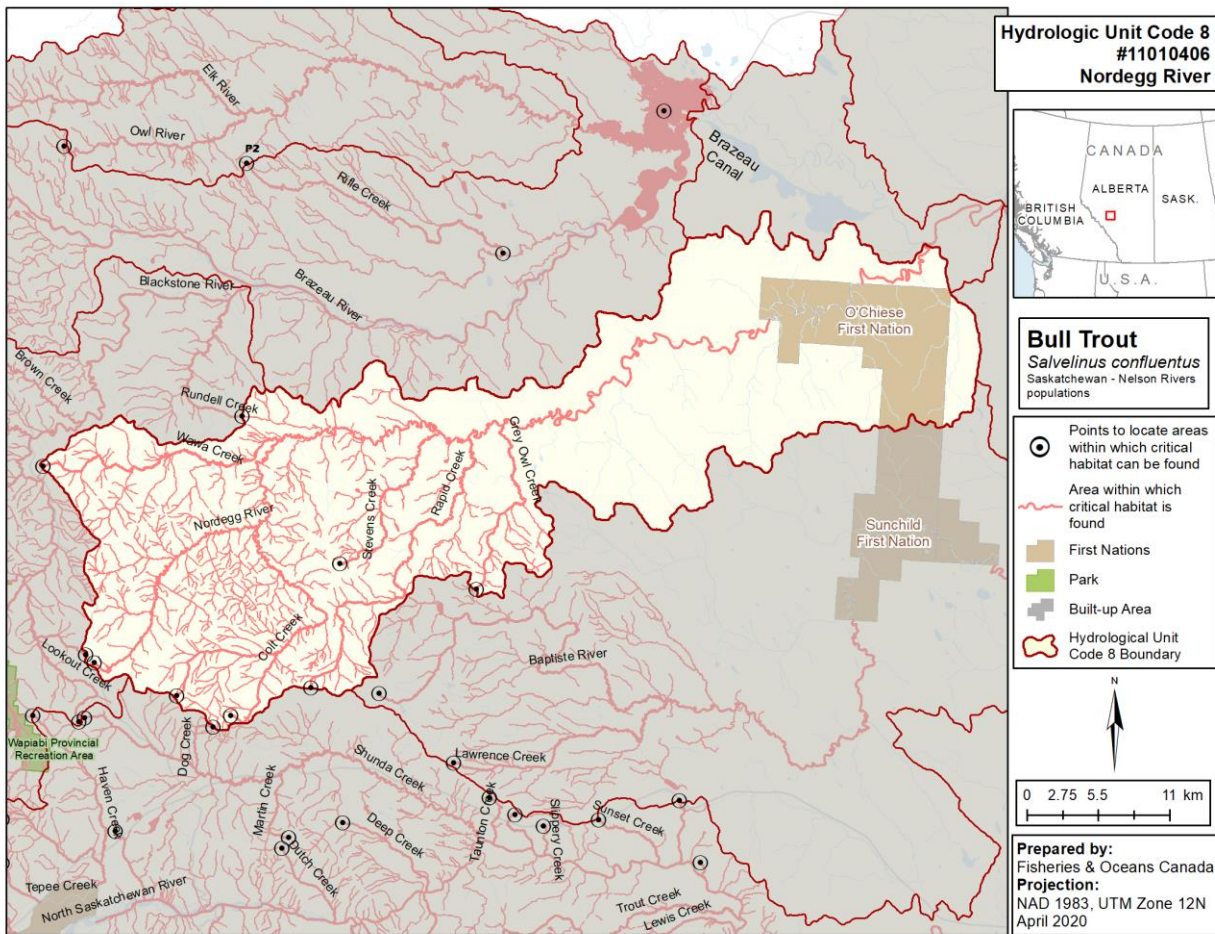 Hydrologic Unit Code 8
#11010406
Nordegg River
Elk River
Owl River
P2
Rifle Creek
Brazeau
Canal
Blackstone River
Brazeau River
Brown Creek
Rundell Creek
Wawa Creek
Grey Owl Creek
Rapid Creek
Stevens Creek
Nordegg River
Colt Creek
Lookout Creek
O'Chiese
First Nation
Sunchild
First Nation
Baptiste River
Wapiabi Provincial
Recreation Area
Dog Creek
Haven Creek
Martin Creek
Shunda Creek
Lawrence Creek
Deep Creek
Dutch Creek
Taunton Creek
Slippery Creek
Sunset Creek
Tepee Creek
North Saskatchewan River
Trout Creek
Lewis Creek
CANADA
ALBERTA
SASK.
BRITISH
COLUMBIA
U.S.A.
Bull Trout
Salvelinus confluentus
Saskatchewan - Nelson Rivers
populations
Points to locate areas
within which critical
habitat can be found
Area within which
critical habitat is
found
First Nations
Park
Built-up Area
Hydrological Unit
Code 8 Boundary
N
0 2.75 5.5 11 km
Prepared by:
Fisheries & Oceans Canada
Projection:
NAD 1983, UTM Zone 12N
April 2020